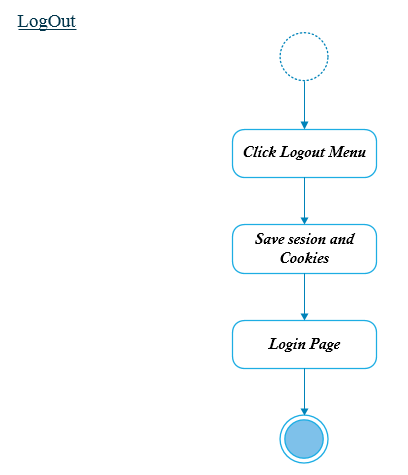 LogOut
Click Logout Menu
Save sesion and
Cookies
Login Page